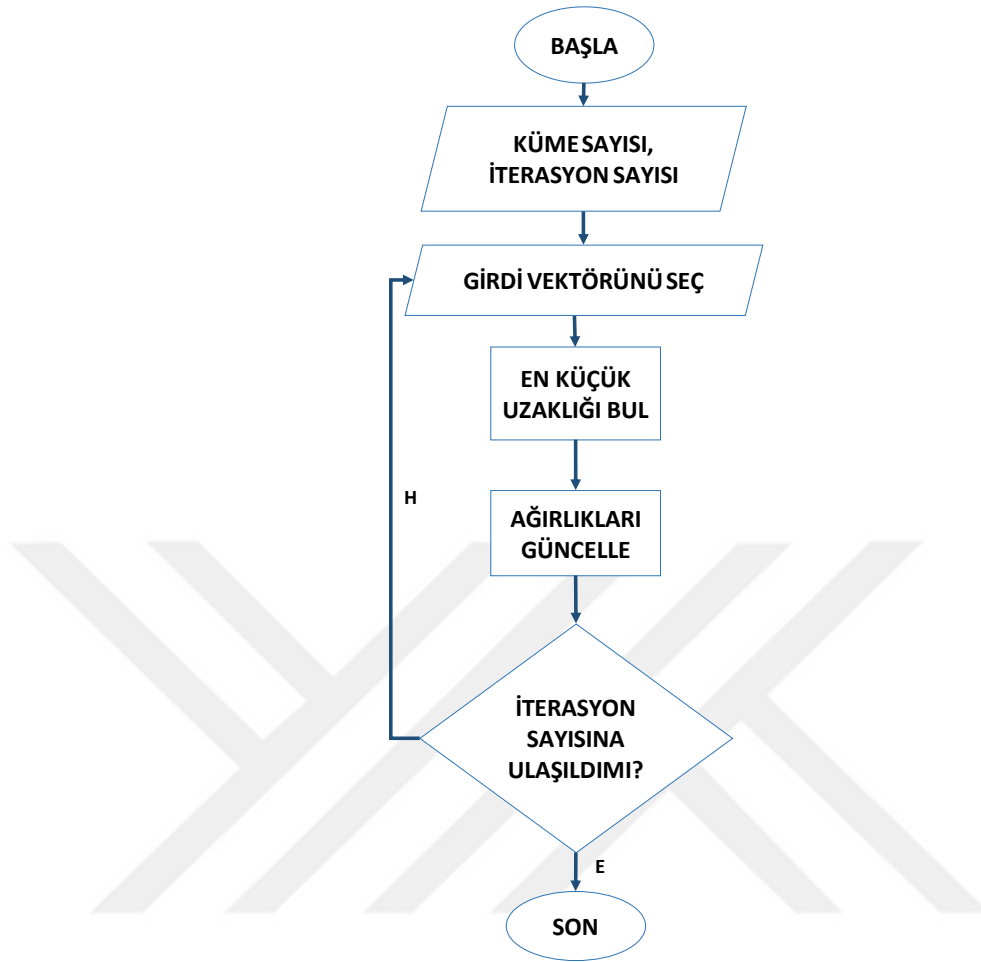 BAŞLA
KÜME SAYISI,
İTERASYON SAYISI
GİRDİ VEKTÖRÜNÜ SEÇ
EN KÜÇÜK
UZAKLIĞI BUL
H
AĞIRLIKLARI
GÜNCELLE
İTERASYON
SAYISINA
ULAŞILDIMI?
E
SON